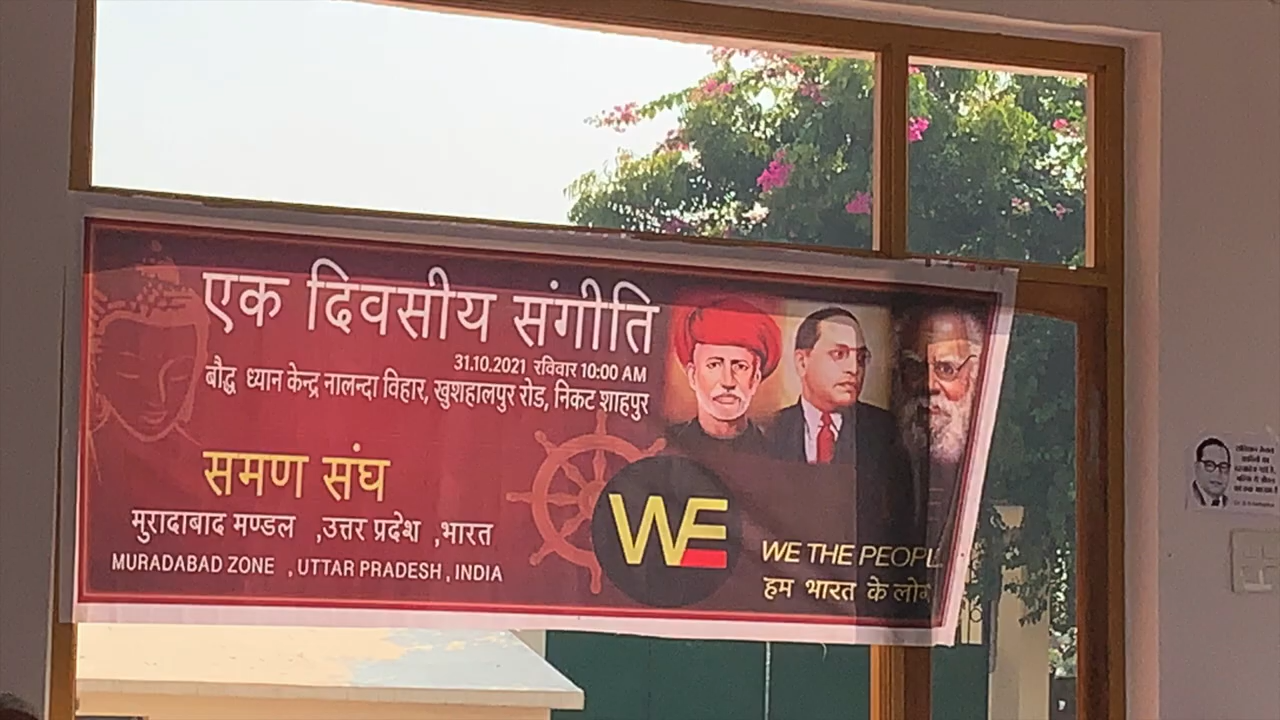 एक दिवसीय संगीति
31.10.2021 रविवार 10:00 AM
बौद्ध ध्यान केन्द्र नालन्दा विहार, खुशहालपुर रोड, निकट शाहपुर
समण संघ
मुरादाबाद मण्डल ,उत्तर प्रदेश ,भारत
MURADABAD ZONE , UTTAR PRADESH , INDIA
WE
WE THE PEOPL
हम भारत के लोग